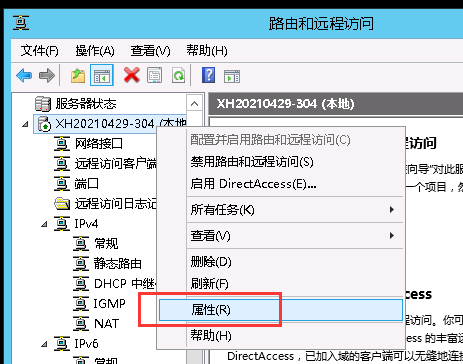 路由和远程访问
文件(F) 操作(A) 查看(V) 帮助(H)
服务器状态
XH20210429-304 (本地)
网络接口
远程访问客户端
端口
远程访问日志记
IPv4
常规
静态路由
DHCP 中继
IGMP
NAT
IPv6
常规
XH20210429-304 (本地)
配置并启用路由和远程访问(C)
禁用路由和远程访问(S)
启用 DirectAccess(E)...
所有任务(K)
查看(V)
删除(D)
刷新(F)
属性(R)
帮助(H)
访问
向导"对此服
一个项目，然
cess
访问。你可
ess 的丰富远
DirectAccess，已加入域的客户端可以无缝地连接